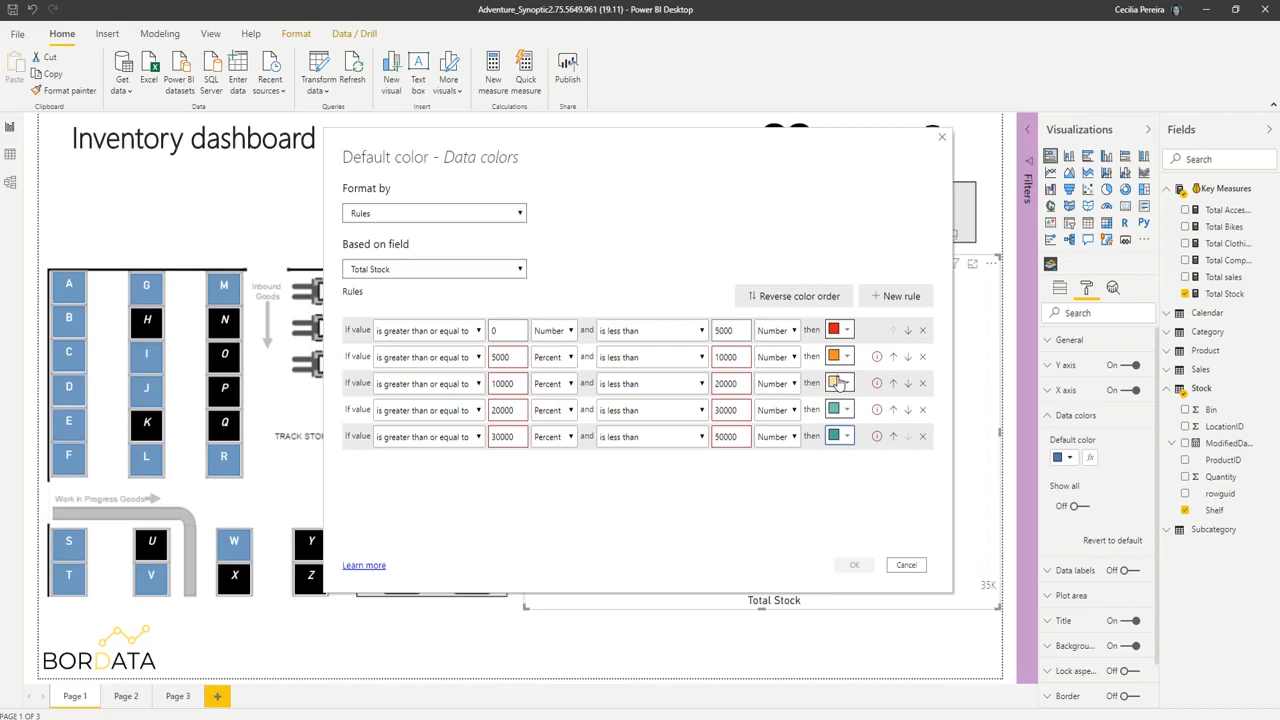 Adventure_Synoptic2.75.5649.961 (19.11) - Power BI Desktop
Cecilia Pereira
File Home Insert Modeling View Help Format Data / Drill
Paste
Cut
Copy
Format painter
Clipboard
Get data
Excel
Power BI datasets
SQL Server
Enter data
Recent sources
Data
Transform data
Refresh
Queries
New visual
Text box
More visuals
Insert
New measure
Quick measure
Calculations
Publish
Share
Inventory dashboard
A G M
B H N
C I O
D J P
E K Q
F L R
Inbound Goods
TRACK STO
Work in Progress Goods
S U W Y
T V X Z
BORDATA
Default color - Data colors
Format by
Rules
Based on field
Total Stock
Rules
Reverse color order
+ New rule
If value is greater than or equal to 0 Number and is less than 5000 Number then
If value is greater than or equal to 5000 Percent and is less than 10000 Number then
If value is greater than or equal to 10000 Percent and is less than 20000 Number then
If value is greater than or equal to 20000 Percent and is less than 30000 Number then
If value is greater than or equal to 30000 Percent and is less than 50000 Number then
Learn more
OK
Cancel
35K
Total Stock
Filters
Visualizations
R Py
Search
General
Y axis On
X axis On
Data colors
Default color
fx
Show all
Off
Revert to default
Data labels Off
Plot area
Title On
Backgrou... On
Lock aspe... Off
Border Off
Fields
Search
Key Measures
Total Acces...
Total Bikes
Total Clothi...
Total Comp...
Total sales
Total Stock
Calendar
Category
Product
Sales
Stock
Σ Bin
Σ LocationID
ModifiedDa...
ProductID
Σ Quantity
rowguid
Shelf
Subcategory
Page 1 Page 2 Page 3 +
PAGE 1 OF 3